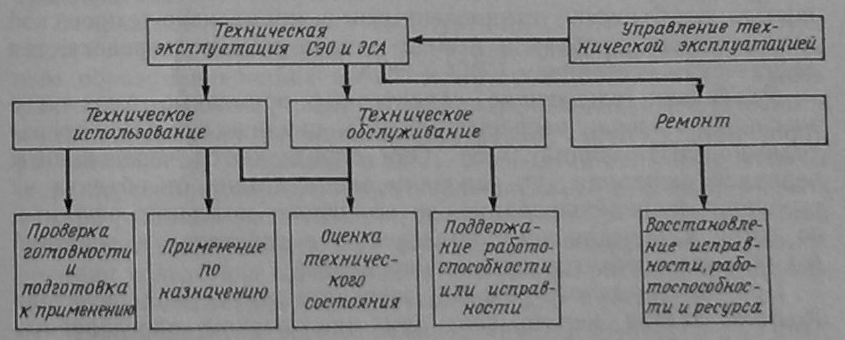 Техническая
эксплуатация СЭО и ЭСА
Управление тех-
нической эксплуатацией
Техническое
использование
Техническое
обслуживание
Ремонт
Проверка
готовности
и
подготовка
к применению
Применение
по
назначению
Оценка
техничес-
кого
состояния
Поддержа-
ние работо-
способности
или исправ-
ности
Восстановле-
ние исправ-
ности, рабо-
тоспособнос-
ти и ресурса